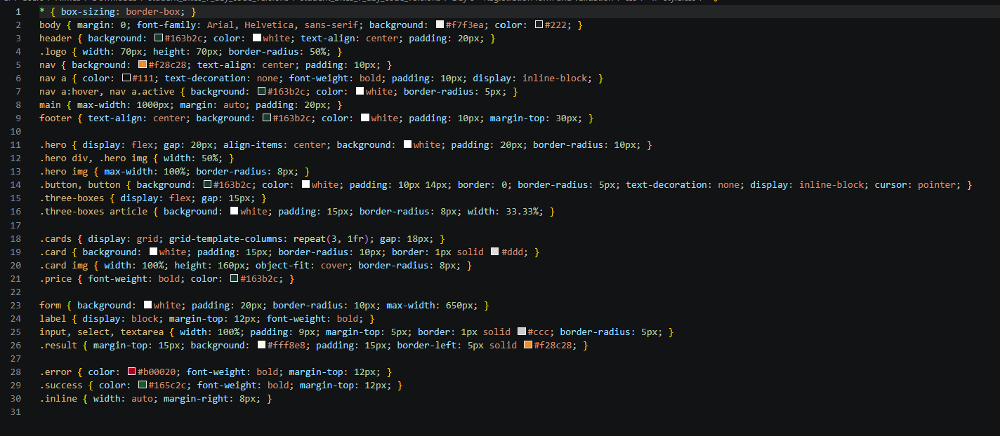 1 * { box-sizing: border-box; }
2 body { margin: 0; font-family: Arial, Helvetica, sans-serif; background: #f7f3ea; color: #222; }
3 header { background: #163b2c; color: white; text-align: center; padding: 20px; }
4 .logo { width: 70px; height: 70px; border-radius: 50%; }
5 nav { background: #f28c28; text-align: center; padding: 10px; }
6 nav a { color: #111; text-decoration: none; font-weight: bold; padding: 10px; display: inline-block; }
7 nav a:hover, nav a.active { background: #163b2c; color: white; border-radius: 5px; }
8 main { max-width: 1000px; margin: auto; padding: 20px; }
9 footer { text-align: center; background: #163b2c; color: white; padding: 10px; margin-top: 30px; }
10
11 .hero { display: flex; gap: 20px; align-items: center; background: white; padding: 20px; border-radius: 10px; }
12 .hero div, .hero img { width: 50%; }
13 .hero img { max-width: 100%; border-radius: 8px; }
14 .button, button { background: #163b2c; color: white; padding: 10px 14px; border: 0; border-radius: 5px; text-decoration: none; display: inline-block; cursor: pointer; }
15 .three-boxes { display: flex; gap: 15px; }
16 .three-boxes article { background: white; padding: 15px; border-radius: 8px; width: 33.33%; }
17
18 .cards { display: grid; grid-template-columns: repeat(3, 1fr); gap: 18px; }
19 .card { background: white; padding: 15px; border-radius: 10px; border: 1px solid #ddd; }
20 .card img { width: 100%; height: 160px; object-fit: cover; border-radius: 8px; }
21 .price { font-weight: bold; color: #163b2c; }
22
23 form { background: white; padding: 20px; border-radius: 10px; max-width: 650px; }
24 label { display: block; margin-top: 12px; font-weight: bold; }
25 input, select, textarea { width: 100%; padding: 9px; margin-top: 5px; border: 1px solid #ccc; border-radius: 5px; }
26 .result { margin-top: 15px; background: #fff8e8; padding: 15px; border-left: 5px solid #f28c28; }
27
28 .error { color: #b00020; font-weight: bold; margin-top: 12px; }
29 .success { color: #165c2c; font-weight: bold; margin-top: 12px; }
30 .inline { width: auto; margin-right: 8px; }
31